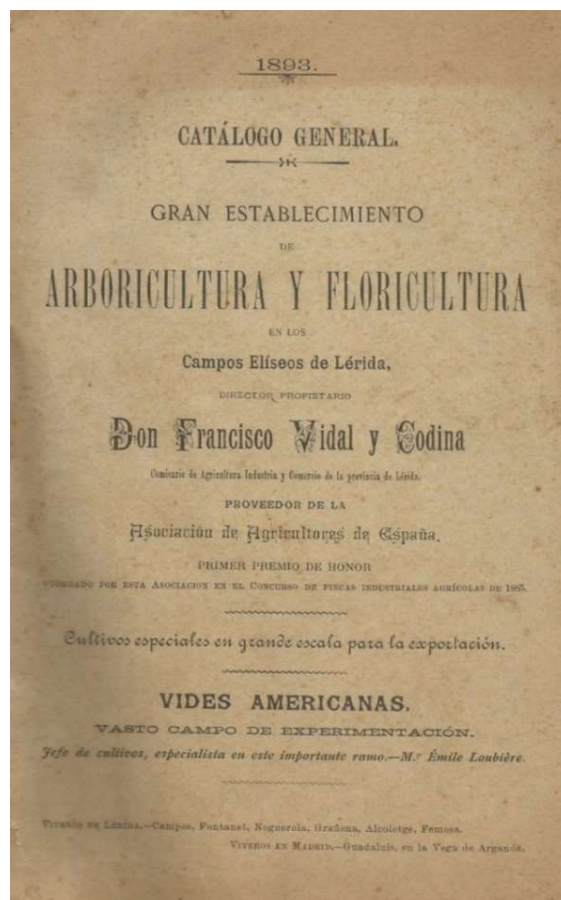 1893.
CATÁLOGO GENERAL.
GRAN ESTABLECIMIENTO
DE
ARBORICULTURA Y FLORICULTURA
EN LOS
Campos Elíseos de Lérida,
DIRECTOR PROPIETARIO
Don Francisco Vidal y Codina
Comisario de Agricultura Industria y Comercio de la provincia de Lérida.
PROVEEDOR DE LA
Asociación de Agricultores de España.
PRIMER PREMIO DE HONOR
OTORGADO POR ESTA ASOCIACION EN EL CONCURSO DE FINCAS INDUSTRIALES AGRÍCOLAS DE 1885.
Cultivos especiales en grande escala para la exportación.
VIDES AMERICANAS.
VASTO CAMPO DE EXPERIMENTACIÓN.
Jefe de cultivos, especialista en este importante ramo.—M.r Émile Loubière.
VIVEROS EN LÉRIDA.—Campos, Fontanet, Noguerola, Grañena, Alcoletge, Femosa.
VIVEROS EN MADRID.—Guadaluis, en la Vega de Arganda.